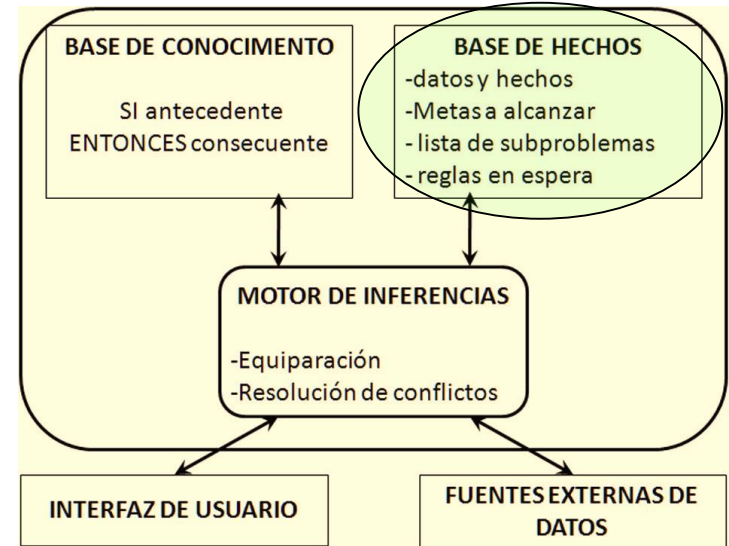 BASE DE CONOCIMIENTO
SI antecedente
ENTONCES consecuente
BASE DE HECHOS
-datos y hechos
-Metas a alcanzar
- lista de subproblemas
- reglas en espera
MOTOR DE INFERENCIAS
-Equiparación
-Resolución de conflictos
INTERFAZ DE USUARIO
FUENTES EXTERNAS DE
DATOS